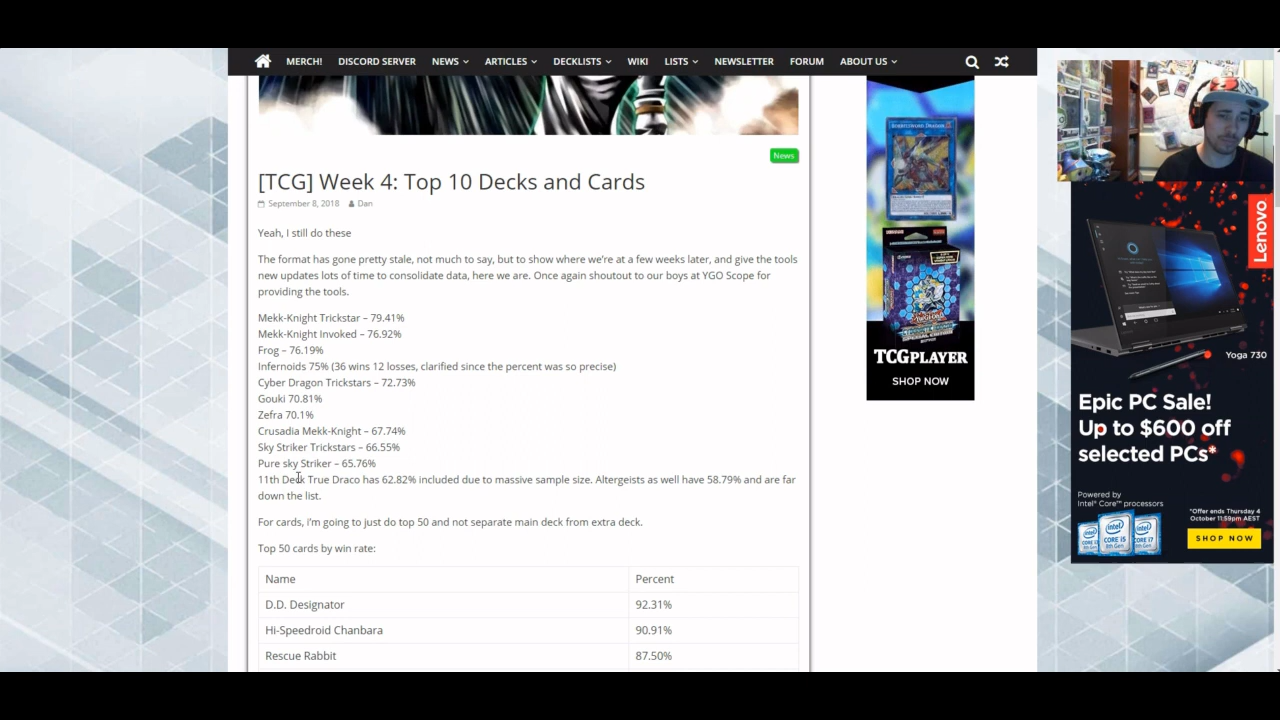 MERCH!
DISCORD SERVER
NEWS
ARTICLES
DECKLISTS
WIKI
LISTS
NEWSLETTER
FORUM
ABOUT US
News
[TCG] Week 4: Top 10 Decks and Cards
September 8, 2018 Dan
Yeah, I still do these
The format has gone pretty stale, not much to say, but to show where we're at a few weeks later, and give the tools
new updates lots of time to consolidate data, here we are. Once again shoutout to our boys at YGO Scope for
providing the tools.
Mekk-Knight Trickstar – 79.41%
Mekk-Knight Invoked – 76.92%
Frog – 76.19%
Infernoids 75% (36 wins 12 losses, clarified since the percent was so precise)
Cyber Dragon Trickstars – 72.73%
Gouki 70.81%
Zefra 70.1%
Crusadia Mekk-Knight – 67.74%
Sky Striker Trickstars – 66.55%
Pure sky Striker – 65.76%
11th Deck True Draco has 62.82% included due to massive sample size. Altergeists as well have 58.79% and are far
down the list.
For cards, i'm going to just do top 50 and not separate main deck from extra deck.
Top 50 cards by win rate:
Name Percent
D.D. Designator 92.31%
Hi-Speedroid Chanbara 90.91%
Rescue Rabbit 87.50%
TCGPLAYER
SHOP NOW
Lenovo
Yoga 730
Epic PC Sale!
Up to $600 off
selected PCs*
Powered by
Intel® Core™ processors
*Offer ends Thursday 4
October 11:59pm AEST
SHOP NOW